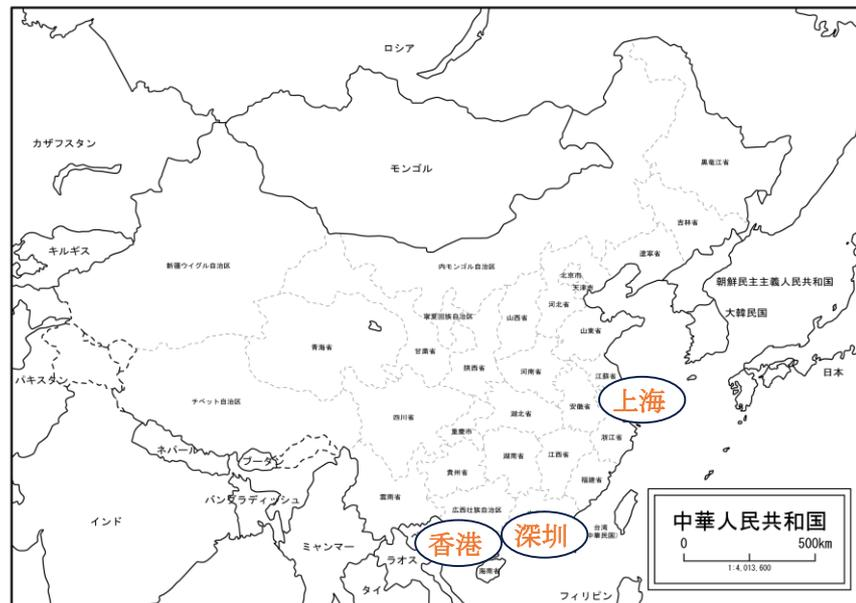 ロシア
カザフスタン
モンゴル
黒竜江省
吉林省
キルギス
遼寧省
新疆ウイグル自治区
内モンゴル自治区
北京市
天津市
朝鮮民主主義人民共和国
河北省
大韓民国
寧夏回族自治区
山西省
山東省
青海省
甘粛省
陝西省
河南省
江蘇省
日本
パキスタン
チベット自治区
安徽省
上海
四川省
湖北省
重慶市
浙江省
ネパール
ブータン
湖南省
江西省
貴州省
福建省
雲南省
バングラディッシュ
広西壮族自治区
インド
ミャンマー
香港
深圳
台湾
中華民国)
ラオス
海南省
タイ
フィリピン
中華人民共和国
0 500km
1:4,013,600